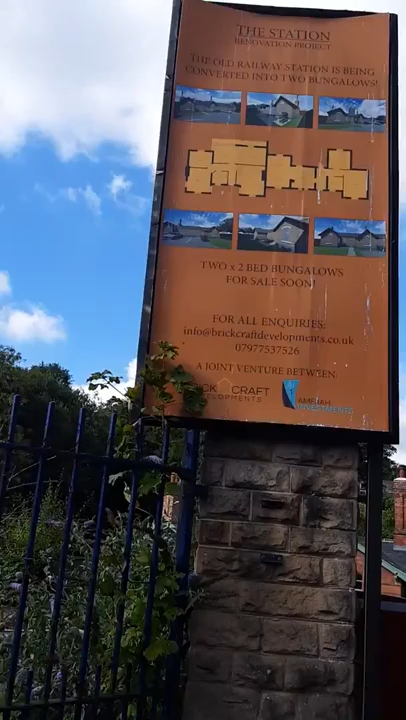 THE STATION
RENOVATION PROJECT
THE OLD RAILWAY STATION IS BEING
CONVERTED INTO TWO BUNGALOWS!
TWO x 2 BED BUNGALOWS
FOR SALE SOON!
FOR ALL ENQUIRIES:
info@brickcraftdevelopments.co.uk
07977537526
A JOINT VENTURE BETWEEN:
CRAFT
INVESTMENTS